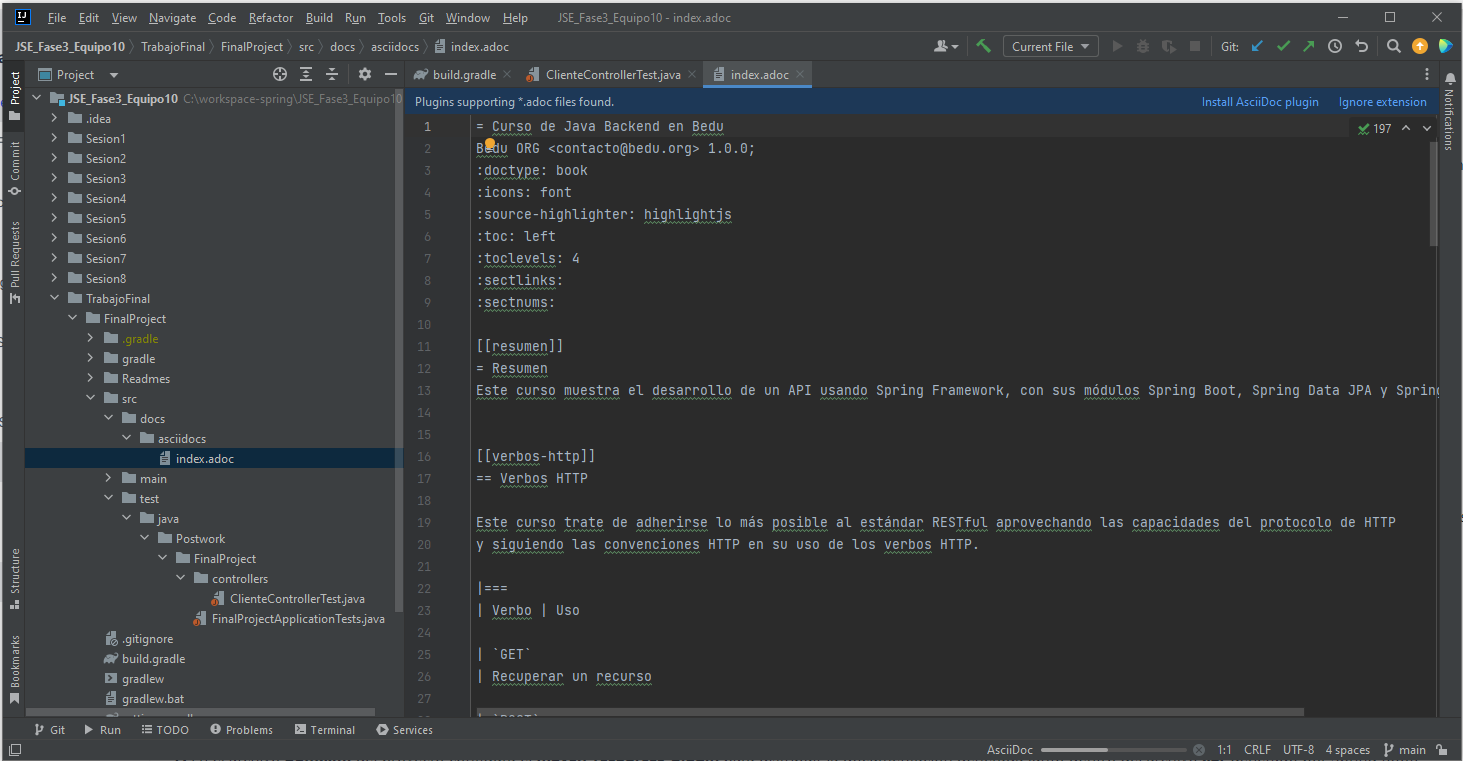 File Edit View Navigate Code Refactor Build Run Tools Git Window Help JSE_Fase3_Equipo10 - index.adoc
JSE_Fase3_Equipo10 TrabajoFinal FinalProject src docs asciidocs index.adoc Current File Git:
Project
Commit
Pull Requests
Structure
Bookmarks
Project
JSE_Fase3_Equipo10 C:\workspace-spring\JSE_Fase3_Equipo10
.idea
Sesion1
Sesion2
Sesion3
Sesion4
Sesion5
Sesion6
Sesion7
Sesion8
TrabajoFinal
FinalProject
.gradle
gradle
Readmes
src
docs
asciidocs
index.adoc
main
test
java
Postwork
FinalProject
controllers
ClienteControllerTest.java
FinalProjectApplicationTests.java
.gitignore
build.gradle
gradlew
gradlew.bat
build.gradle ClienteControllerTest.java index.adoc
Plugins supporting *.adoc files found. Install AsciiDoc plugin Ignore extension
197
1 = Curso de Java Backend en Bedu
2 Bedu ORG <contacto@bedu.org> 1.0.0;
3 :doctype: book
4 :icons: font
5 :source-highlighter: highlightjs
6 :toc: left
7 :toclevels: 4
8 :sectlinks:
9 :sectnums:
10
11 [[resumen]]
12 = Resumen
13 Este curso muestra el desarrollo de un API usando Spring Framework, con sus módulos Spring Boot, Spring Data JPA y Spring
14
15
16 [[verbos-http]]
17 == Verbos HTTP
18
19 Este curso trate de adherirse lo más posible al estándar RESTful aprovechando las capacidades del protocolo de HTTP
20 y siguiendo las convenciones HTTP en su uso de los verbos HTTP.
21
22 |===
23 | Verbo | Uso
24
25 | `GET`
26 | Recuperar un recurso
27
Notifications
Git Run TODO Problems Terminal Services
AsciiDoc 1:1 CRLF UTF-8 4 spaces main